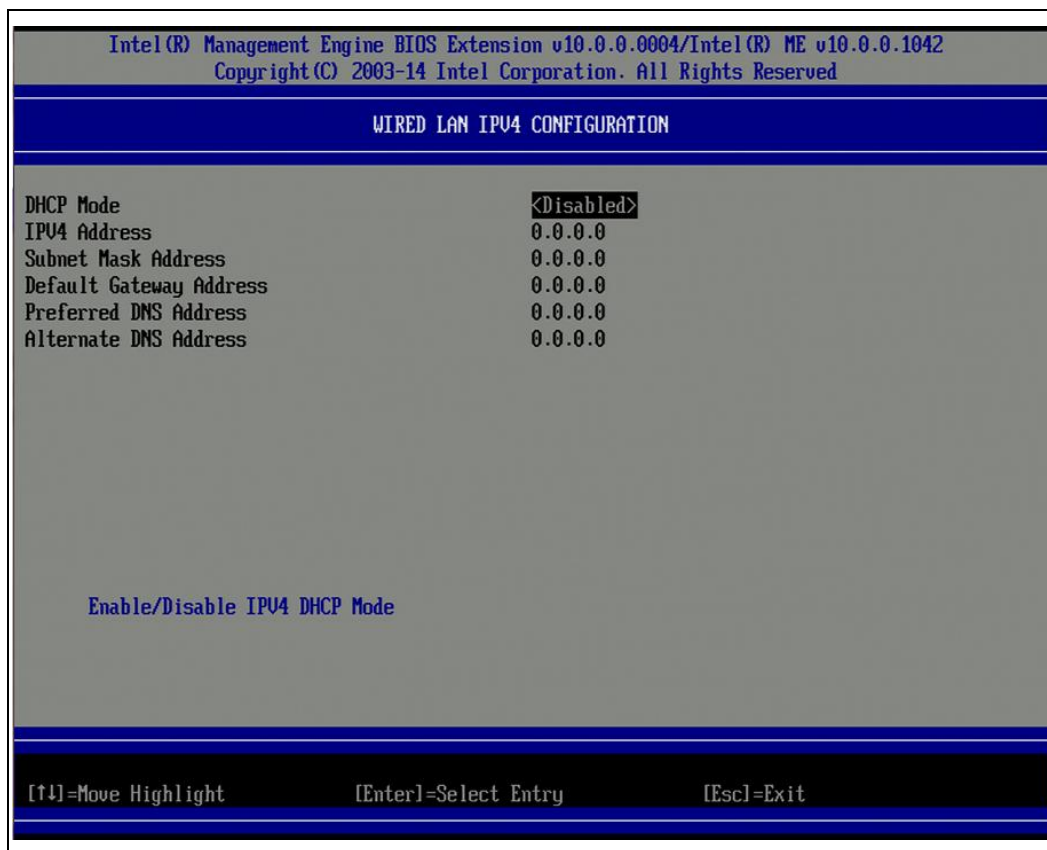 Intel(R) Management Engine BIOS Extension v10.0.0.0004/Intel(R) ME v10.0.0.1042
Copyright(C) 2003-14 Intel Corporation. All Rights Reserved
WIRED LAN IPV4 CONFIGURATION
DHCP Mode <Disabled>
IPV4 Address 0.0.0.0
Subnet Mask Address 0.0.0.0
Default Gateway Address 0.0.0.0
Preferred DNS Address 0.0.0.0
Alternate DNS Address 0.0.0.0
Enable/Disable IPV4 DHCP Mode
[↑↓]=Move Highlight [Enter]=Select Entry [Esc]=Exit